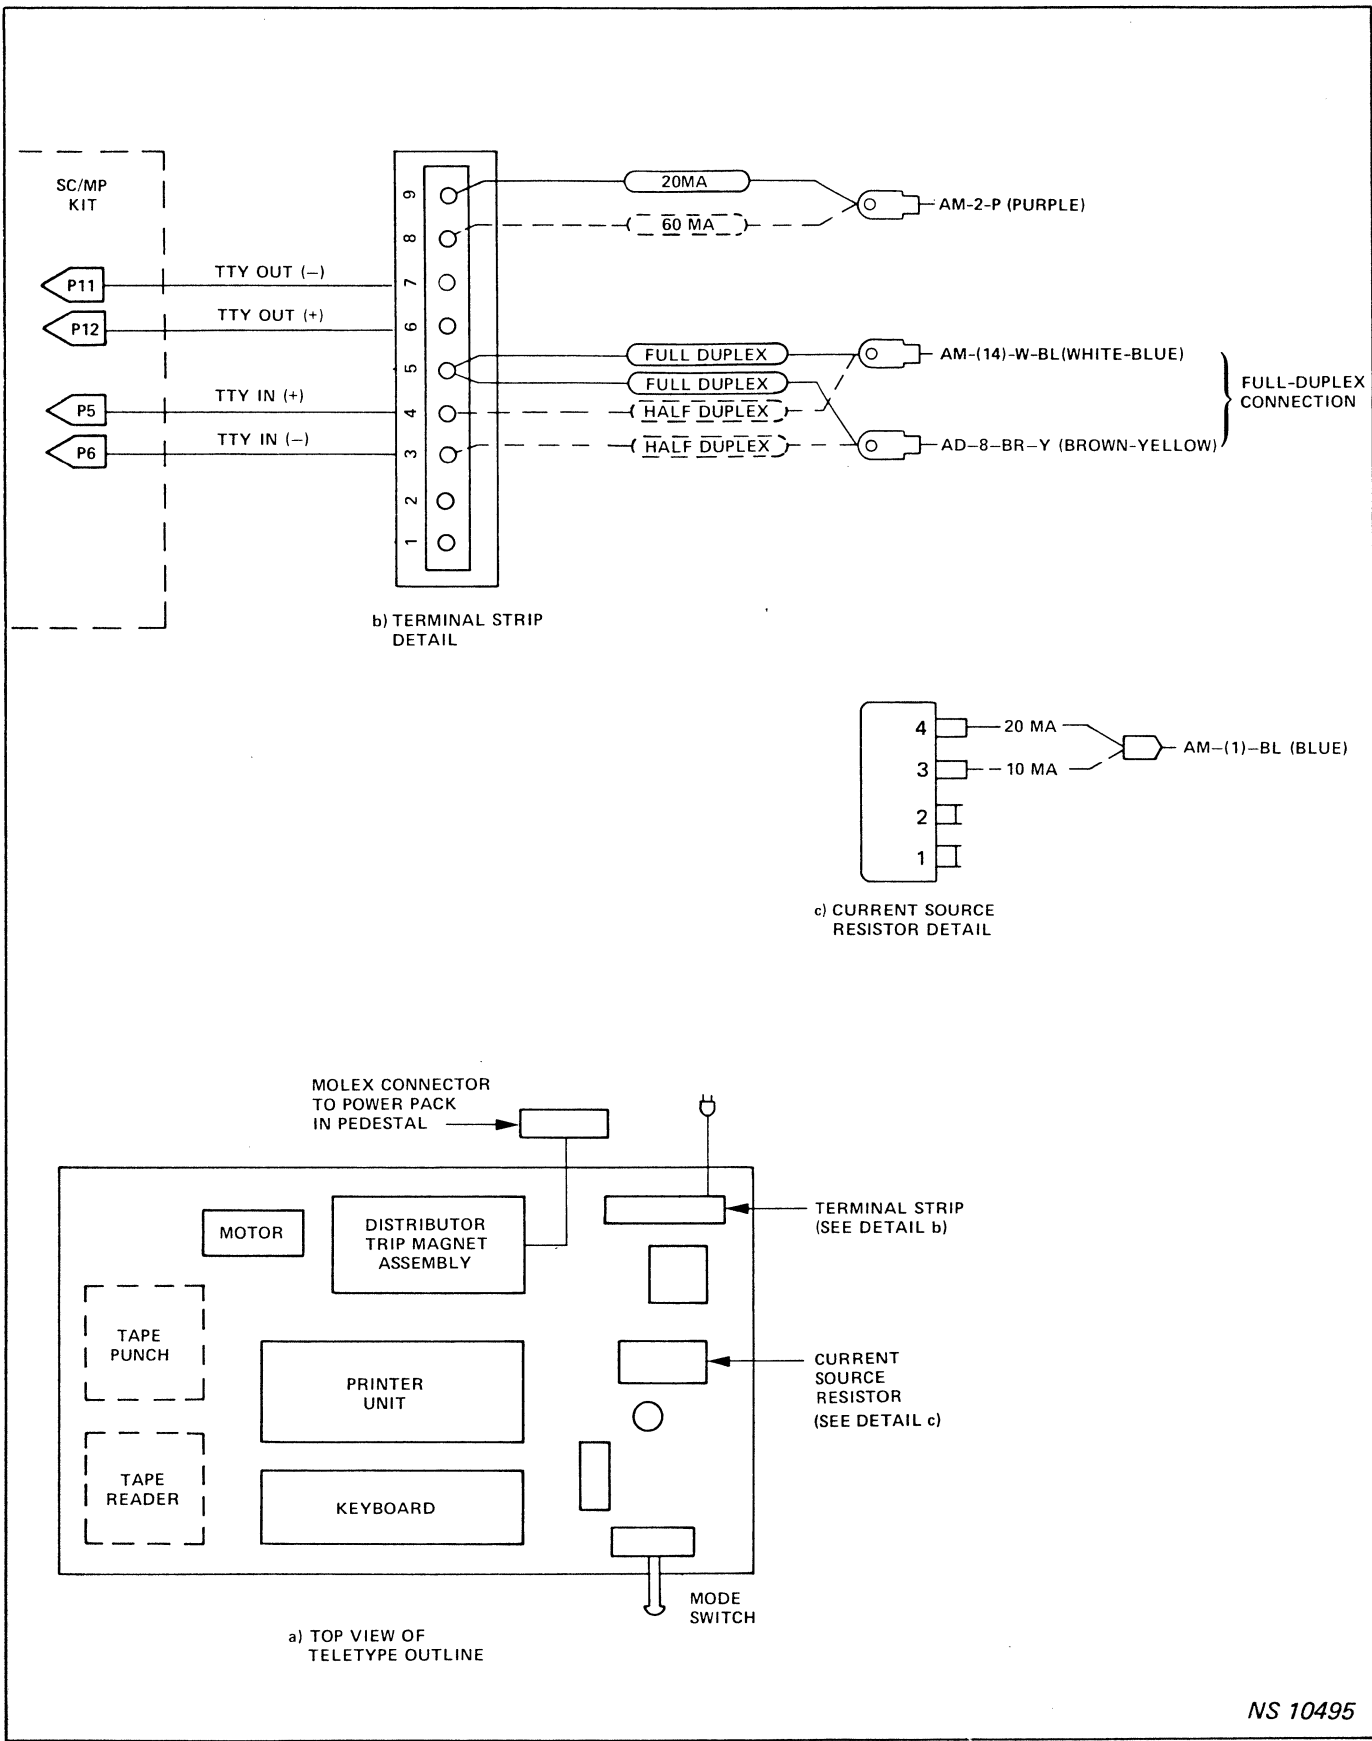 SC/MP
KIT
P11
TTY OUT (–)
P12
TTY OUT (+)
P5
TTY IN (+)
P6
TTY IN (–)
9
8
7
6
5
4
3
2
1
20MA
60 MA
AM-2-P (PURPLE)
FULL DUPLEX
FULL DUPLEX
HALF DUPLEX
HALF DUPLEX
AM-(14)-W-BL(WHITE-BLUE)
AD-8-BR-Y (BROWN-YELLOW)
FULL-DUPLEX
CONNECTION
b) TERMINAL STRIP
DETAIL
4
3
2
1
20 MA
10 MA
AM-(1)-BL (BLUE)
c) CURRENT SOURCE
RESISTOR DETAIL
MOLEX CONNECTOR
TO POWER PACK
IN PEDESTAL
MOTOR
DISTRIBUTOR
TRIP MAGNET
ASSEMBLY
TERMINAL STRIP
(SEE DETAIL b)
TAPE
PUNCH
PRINTER
UNIT
CURRENT
SOURCE
RESISTOR
(SEE DETAIL c)
TAPE
READER
KEYBOARD
MODE
SWITCH
a) TOP VIEW OF
TELETYPE OUTLINE
NS 10495